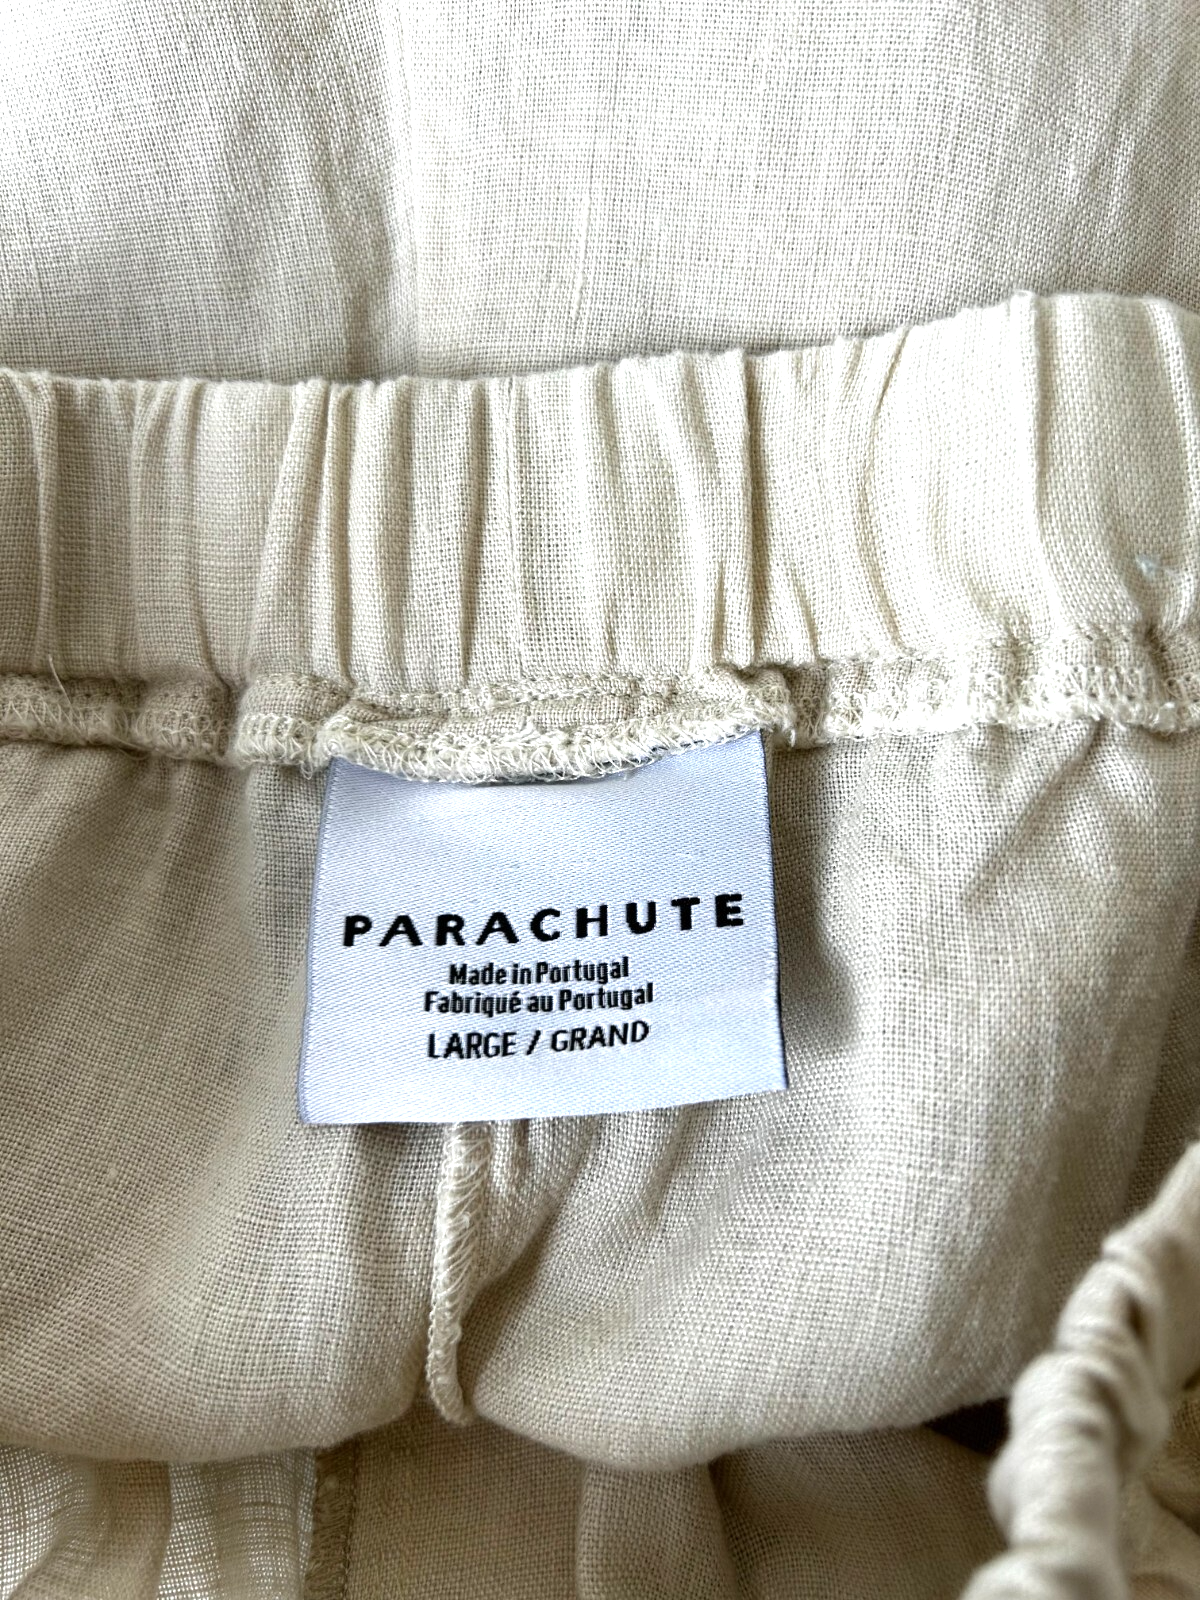 PARACHUTE
Made in Portugal
Fabriqué au Portugal
LARGE / GRAND